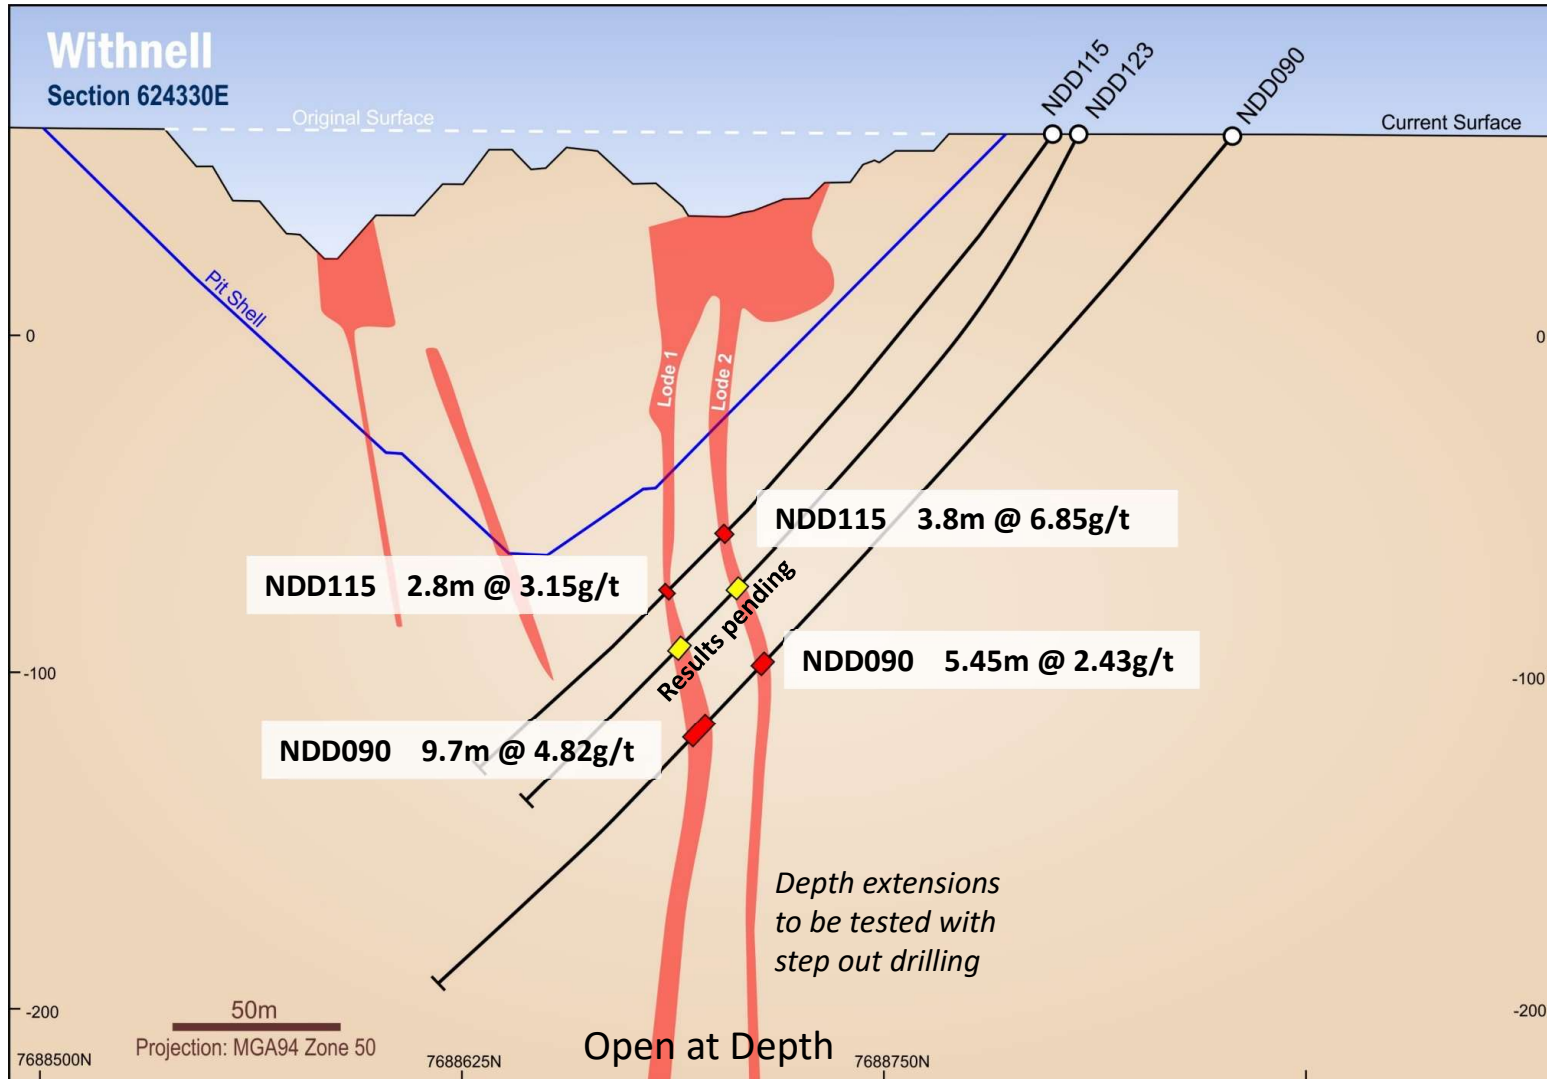 Withnell
Section 624330E
Original Surface
NDD115
NDD123
NDD090
Current Surface
Pit Shell
0
0
Lode 1
Lode 2
NDD115 3.8m @ 6.85g/t
NDD115 2.8m @ 3.15g/t
Results pending
NDD090 5.45m @ 2.43g/t
-100
-100
NDD090 9.7m @ 4.82g/t
Depth extensions
to be tested with
step out drilling
50m
-200
-200
Projection: MGA94 Zone 50
Open at Depth
7688500N
7688625N
7688750N